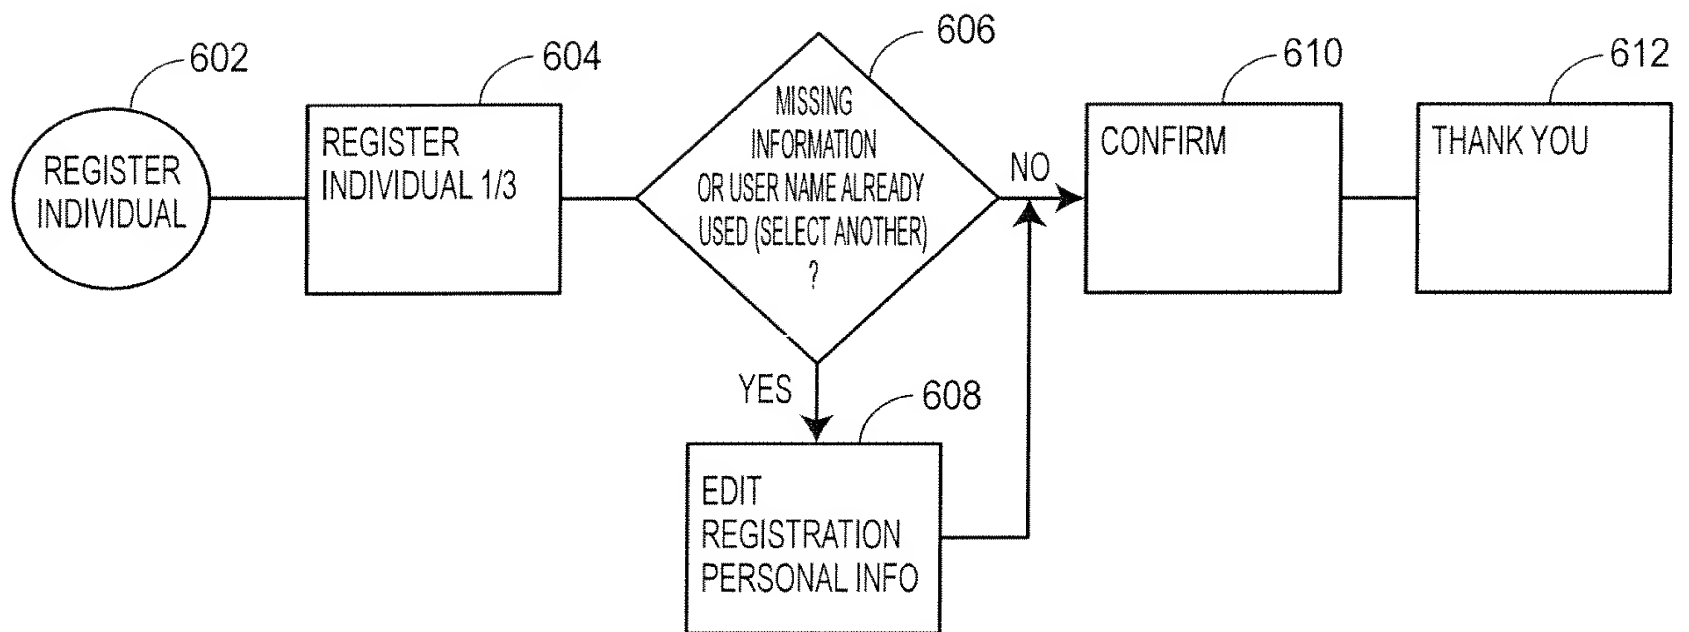 602
REGISTER
INDIVIDUAL
604
REGISTER
INDIVIDUAL 1/3
606
MISSING
INFORMATION
OR USER NAME ALREADY
USED (SELECT ANOTHER)
?
NO
YES
608
EDIT
REGISTRATION
PERSONAL INFO
610
CONFIRM
612
THANK YOU